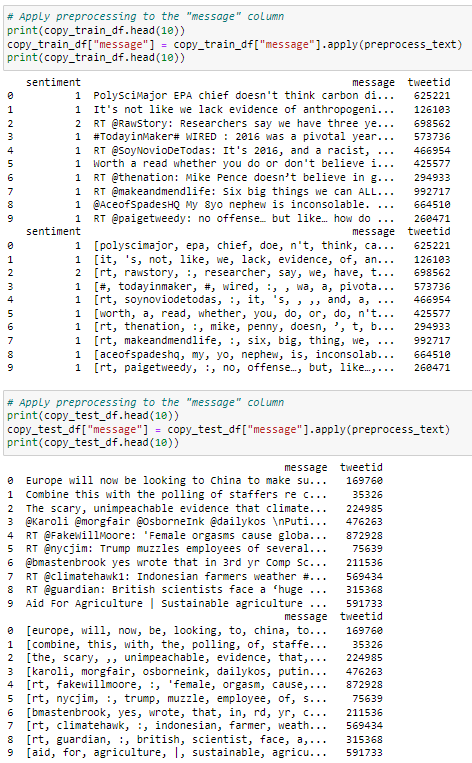 # Apply preprocessing to the "message" column
print(copy_train_df.head(10))
copy_train_df["message"] = copy_train_df["message"].apply(preprocess_text)
print(copy_train_df.head(10))
sentiment message tweetid
0 1 PolySciMajor EPA chief doesn't think carbon di... 625221
1 1 It's not like we lack evidence of anthropogeni... 126103
2 2 RT @RawStory: Researchers say we have three ye... 698562
3 1 #TodayinMaker# WIRED : 2016 was a pivotal year... 573736
4 1 RT @SoyNovioDeTodas: It's 2016, and a racist, ... 466954
5 1 Worth a read whether you do or don't believe i... 425577
6 1 RT @thenation: Mike Pence doesn’t believe in g... 294933
7 1 RT @makeandmendlife: Six big things we can ALL... 992717
8 1 @AceofSpadesHQ My 8yo nephew is inconsolable. ... 664510
9 1 RT @paigetweedy: no offense… but like… how do ... 260471
sentiment message tweetid
0 1 [polyscimajor, epa, chief, doe, n't, think, ca... 625221
1 1 [it, 's, not, like, we, lack, evidence, of, an... 126103
2 2 [rt, rawstory, :, researcher, say, we, have, t... 698562
3 1 [#, todayinmaker, #, wired, :, , wa, a, pivota... 573736
4 1 [rt, soynoviodetodas, :, it, 's, , ,, and, a, ... 466954
5 1 [worth, a, read, whether, you, do, or, do, n't... 425577
6 1 [rt, thenation, :, mike, penny, doesn, ’, t, b... 294933
7 1 [rt, makeandmendlife, :, six, big, thing, we, ... 992717
8 1 [aceofspadeshq, my, yo, nephew, is, inconsolab... 664510
9 1 [rt, paigetweedy, :, no, offense…, but, like…,... 260471
# Apply preprocessing to the "message" column
print(copy_test_df.head(10))
copy_test_df["message"] = copy_test_df["message"].apply(preprocess_text)
print(copy_test_df.head(10))
message tweetid
0 Europe will now be looking to China to make su... 169760
1 Combine this with the polling of staffers re c... 35326
2 The scary, unimpeachable evidence that climate... 224985
3 @Karoli @morgfair @OsborneInk @dailykos \nPuti... 476263
4 RT @FakeWillMoore: 'Female orgasms cause globa... 872928
5 RT @nycjim: Trump muzzles employees of several... 75639
6 @bmastenbrook yes wrote that in 3rd yr Comp Sc... 211536
7 RT @climatehawk1: Indonesian farmers weather #... 569434
8 RT @guardian: British scientists face a ‘huge ... 315368
9 Aid For Agriculture | Sustainable agriculture ... 591733
message tweetid
0 [europe, will, now, be, looking, to, china, to... 169760
1 [combine, this, with, the, polling, of, staffe... 35326
2 [the, scary, ,, unimpeachable, evidence, that,... 224985
3 [karoli, morgfair, osborneink, dailykos, putin... 476263
4 [rt, fakewillmoore, :, 'female, orgasm, cause,... 872928
5 [rt, nycjim, :, trump, muzzle, employee, of, s... 75639
6 [bmastenbrook, yes, wrote, that, in, rd, yr, c... 211536
7 [rt, climatehawk, :, indonesian, farmer, weath... 569434
8 [rt, guardian, :, british, scientist, face, a,... 315368
9 [aid, for, agriculture, |, sustainable, agricu... 591733